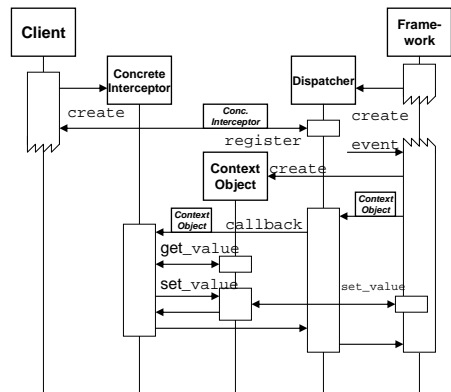 Client
Frame-
work
Concrete
Interceptor
Dispatcher
create
Conc.
Interceptor
create
register
event
Context
Object
create
Context
Object
callback
Context
Object
get_value
set_value
set_value